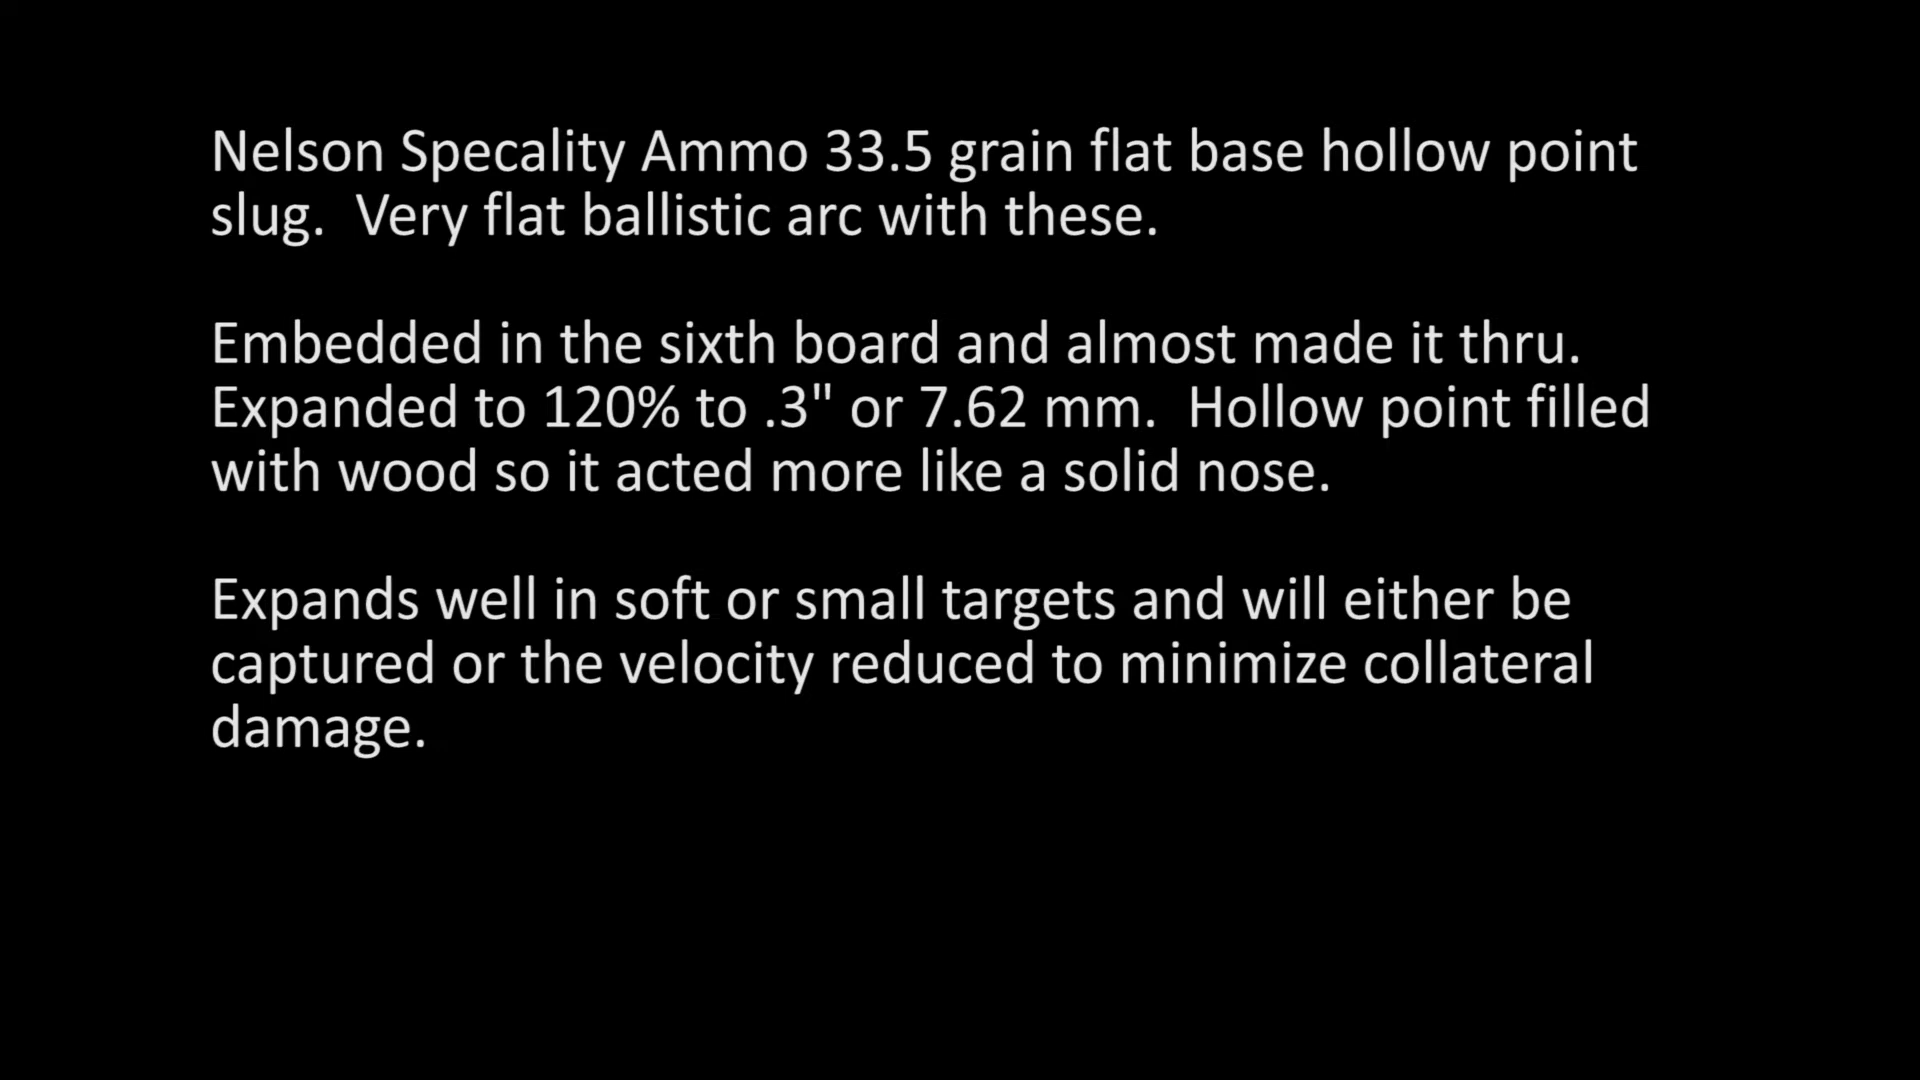 Nelson Specality Ammo 33.5 grain flat base hollow point
slug.  Very flat ballistic arc with these.
Embedded in the sixth board and almost made it thru.
Expanded to 120% to .3" or 7.62 mm.  Hollow point filled
with wood so it acted more like a solid nose.
Expands well in soft or small targets and will either be
captured or the velocity reduced to minimize collateral
damage.